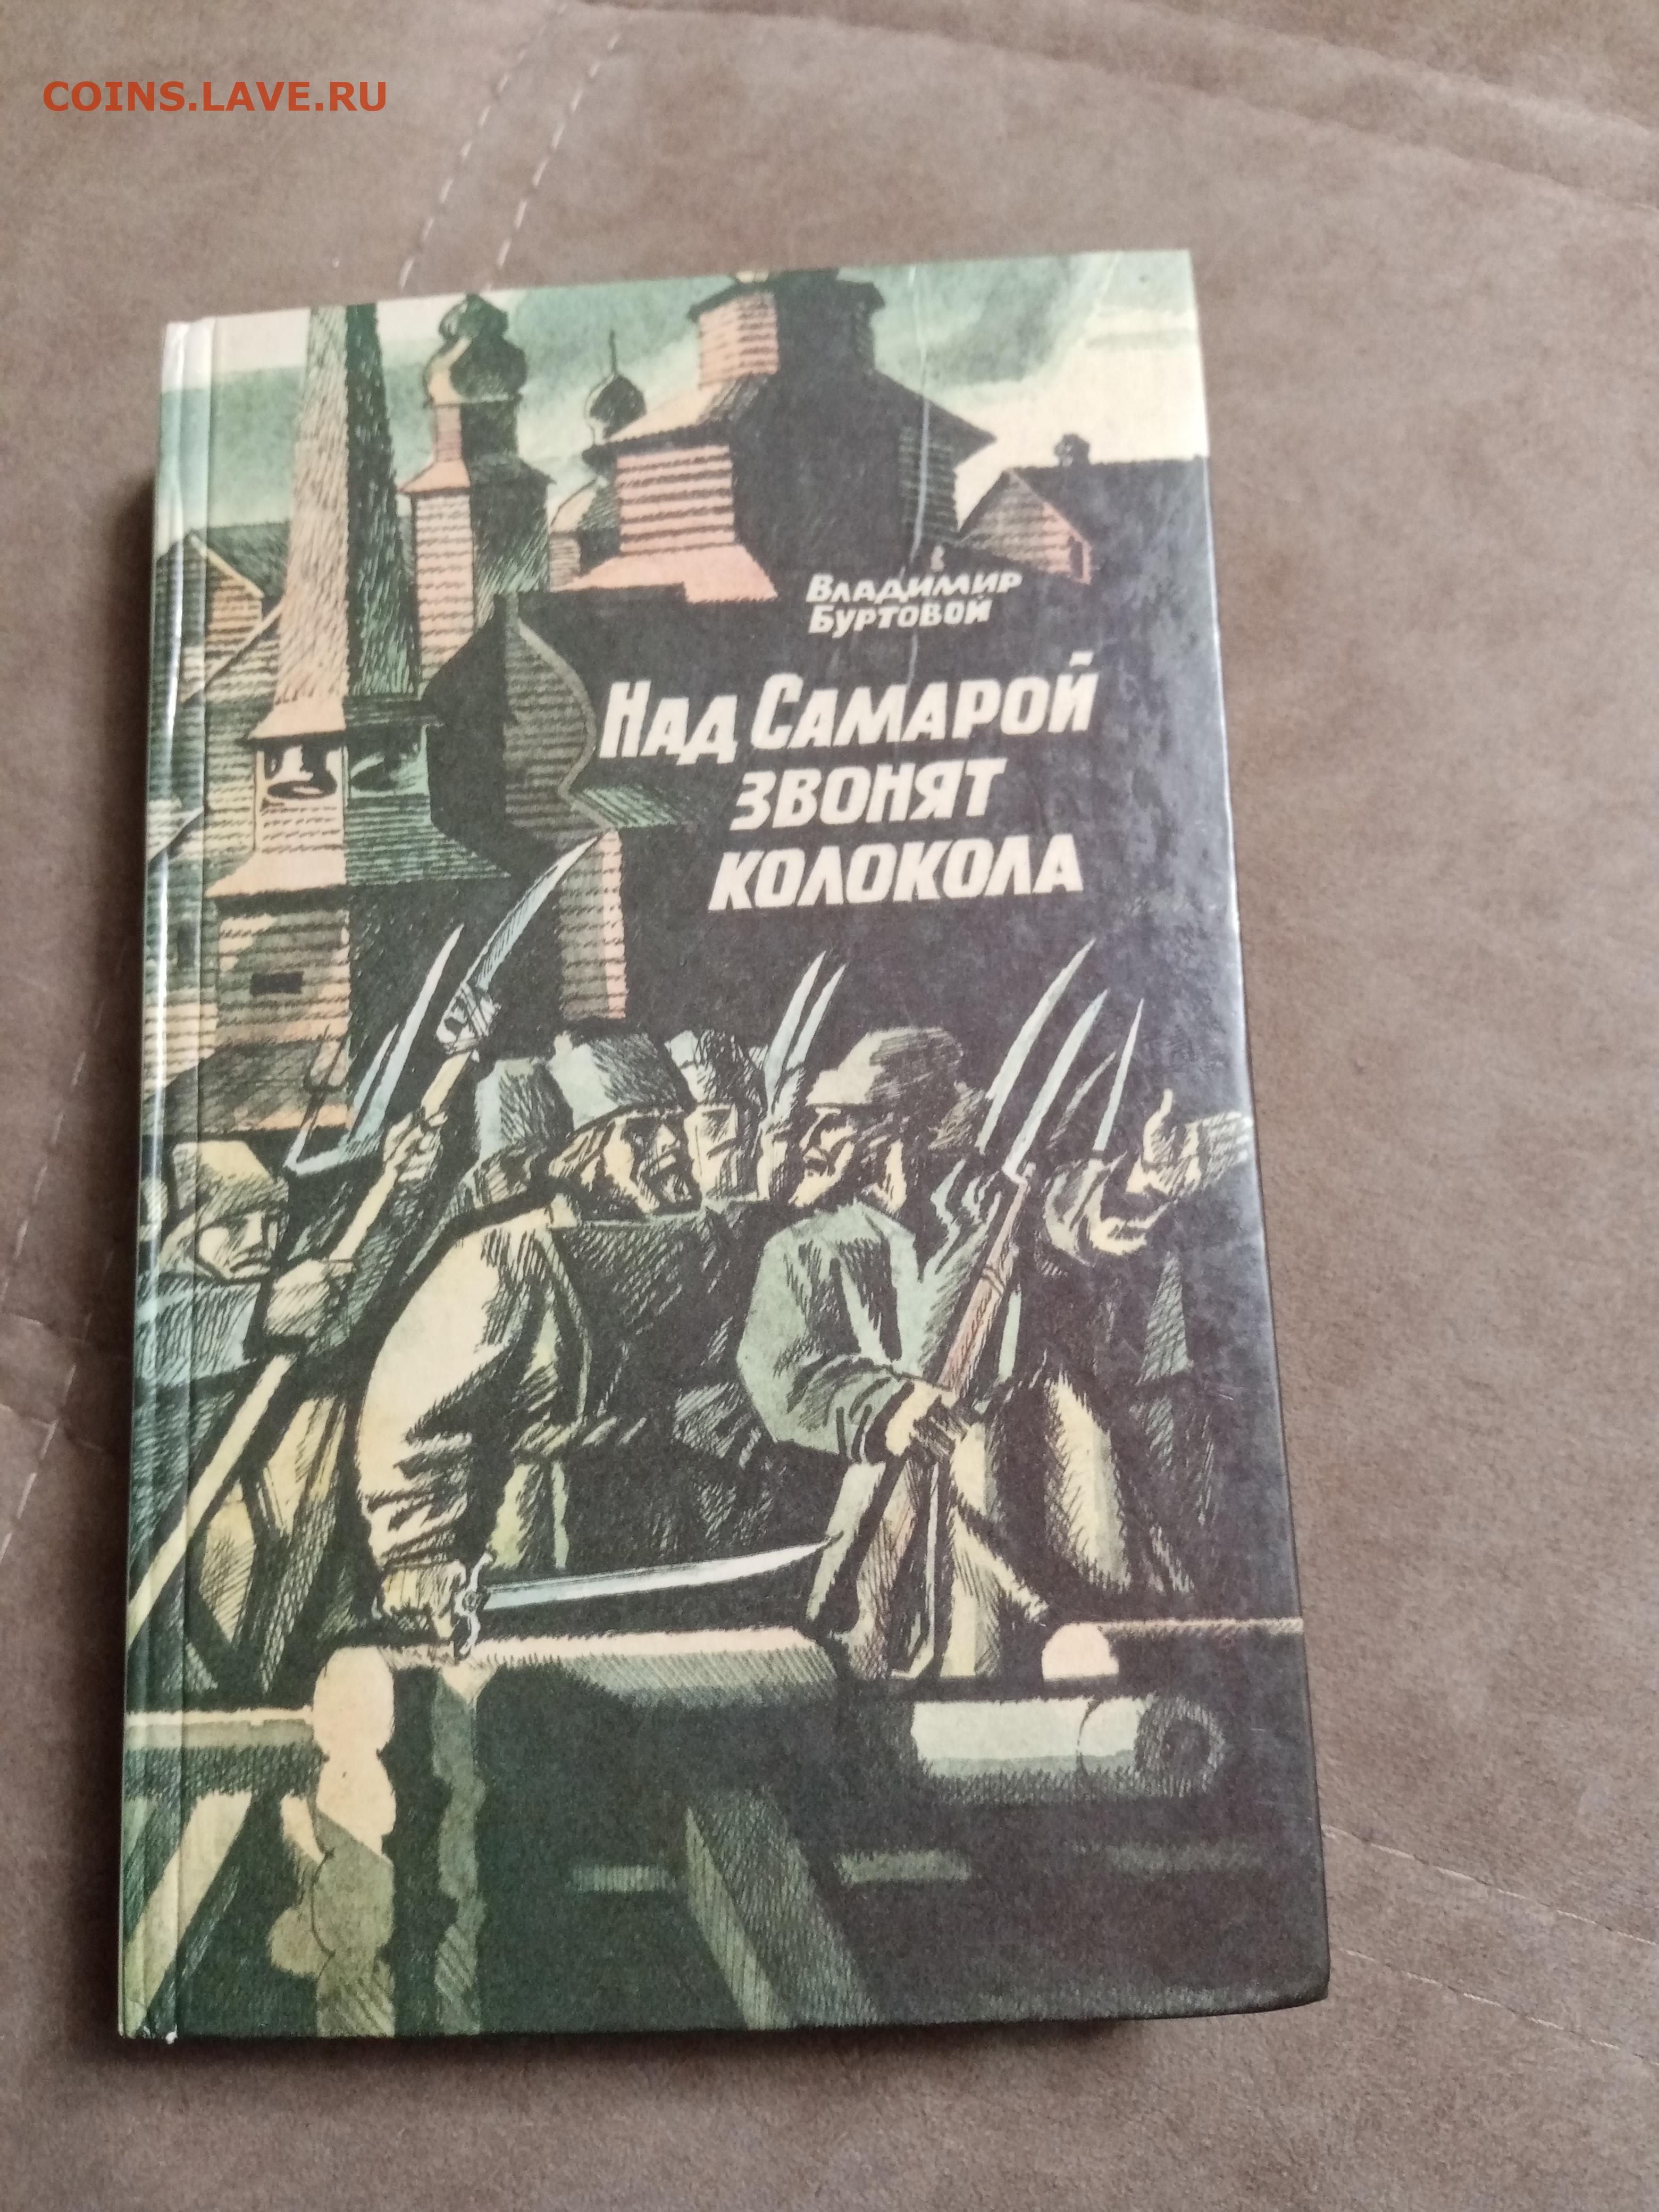 COINS.LAVE.RU
Владимир
Буртовой
Над Самарой
звонят
колокола